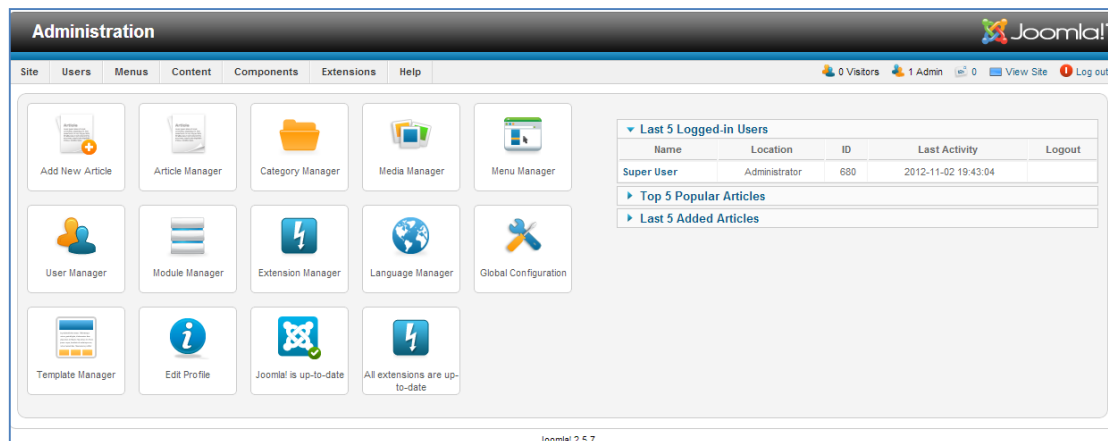 Administration
Joomla!
Site Users Menus Content Components Extensions Help
0 Visitors 1 Admin 0 View Site Log out
Add New Article Article Manager Category Manager Media Manager Menu Manager
User Manager Module Manager Extension Manager Language Manager Global Configuration
Template Manager Edit Profile Joomla! is up-to-date All extensions are up-
to-date
Last 5 Logged-in Users
Name Location ID Last Activity Logout
Super User Administrator 680 2012-11-02 19:43:04
Top 5 Popular Articles
Last 5 Added Articles
Joomla! 2.5.7